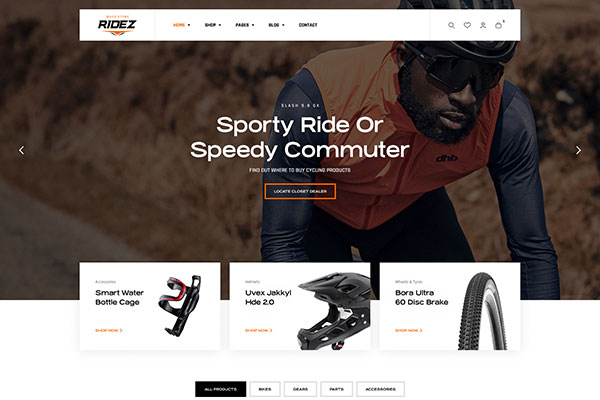 RIDEZ
HOME SHOP PAGES BLOG CONTACT
0
SLASH 9.8 GX
Sporty Ride Or
Speedy Commuter
dhb
FIND OUT WHERE TO BUY CYCLING PRODUCTS
LOCATE CLOSET DEALER
Accessories
Smart Water
Bottle Cage
SHOP NOW
Helmets
Uvex Jakkyl
Hde 2.0
SHOP NOW
Wheels & Tyres
Bora Ultra
60 Disc Brake
SHOP NOW
ALL PRODUCTS BIKES GEARS PARTS ACCESSORIES